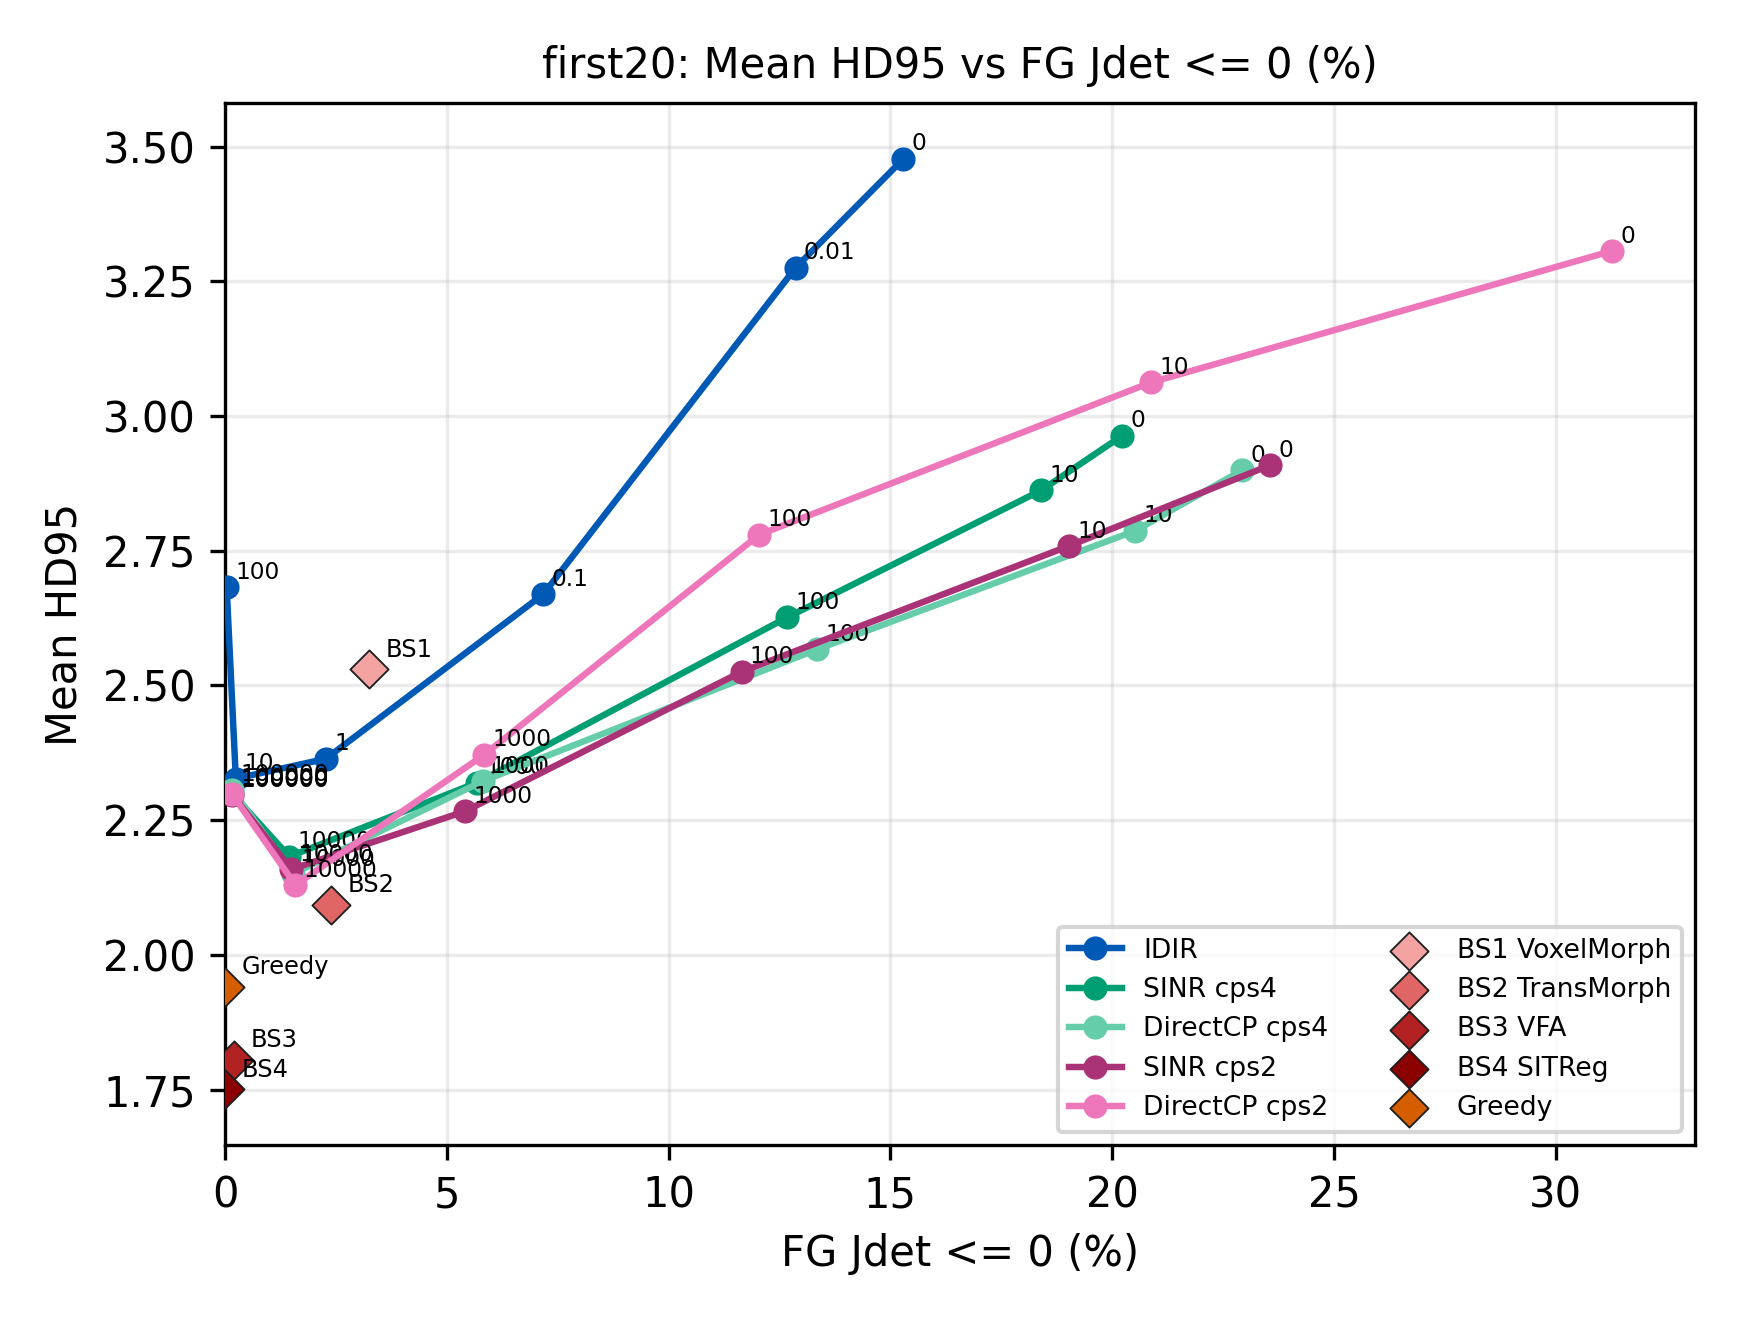 first20: Mean HD95 vs FG Jdet <= 0 (%)
3.50
3.25
3.00
2.75
2.50
2.25
2.00
1.75
Mean HD95
0
0.01
0
10
0
10
0
0
10
10
100
100
100
100
100
0.1
BS1
1
10
1000
1000
1000
100000
10000
10000
BS2
Greedy
BS3
BS4
IDIR
SINR cps4
DirectCP cps4
SINR cps2
DirectCP cps2
BS1 VoxelMorph
BS2 TransMorph
BS3 VFA
BS4 SITReg
Greedy
0 5 10 15 20 25 30
FG Jdet <= 0 (%)